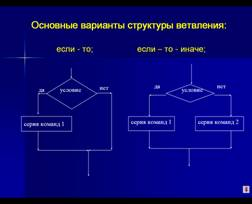 Основные варианты структуры ветвления:
если - то;
если – то - иначе;
да
условие
нет
да
условие
нет
серия команд 1
серия команд 1
серия команд 2